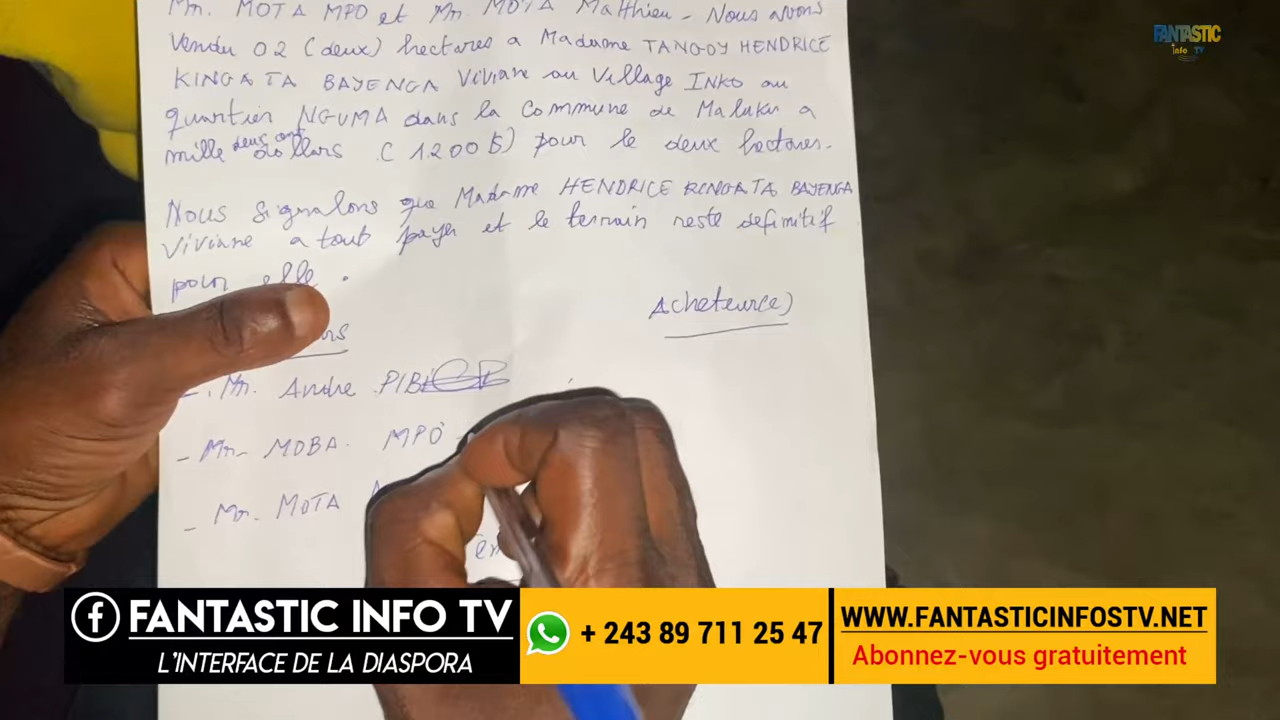 Mr. MOTA MPO et Mr. MOTA Matthieu - Nous avons
vendu 02 (deux) hectares a Madame TANGOY HENDRICE
KINGATA BAYENGA Viviane au Village INKO au
quartier NGUMA dans la Commune de Maluku a
mille deus cent dollars (1200$) pour le deux hectares.
Nous signalons que Madame HENDRICE KINGATA BAYENGA
Viviane a tout payer et le terrain reste definitif
pour elle.
Acheteur(e)
-. Mr. Andre PIBI
- Mr- MOBA. MPO
- Mr. MOTA
FANTASTIC
info TV
FANTASTIC INFO TV
L'INTERFACE DE LA DIASPORA
+ 243 89 711 25 47
WWW.FANTASTICINFOSTV.NET
Abonnez-vous gratuitement